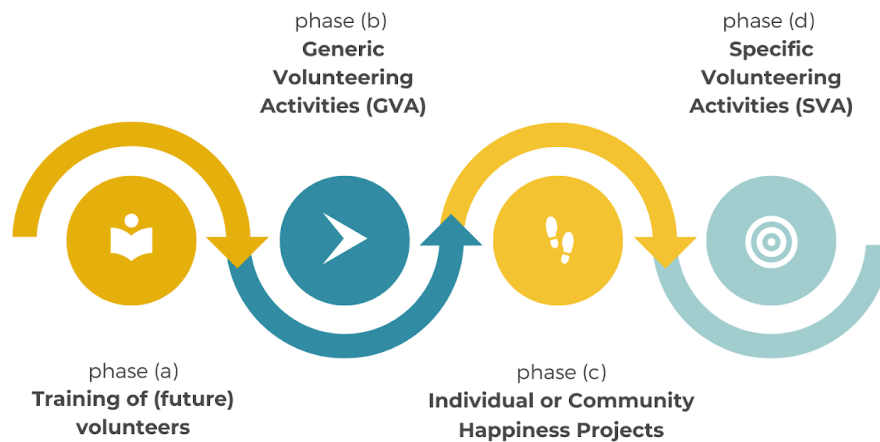 phase (a)
Training of (future)
volunteers
phase (b)
Generic
Volunteering
Activities (GVA)
phase (c)
Individual or Community
Happiness Projects
phase (d)
Specific
Volunteering
Activities (SVA)